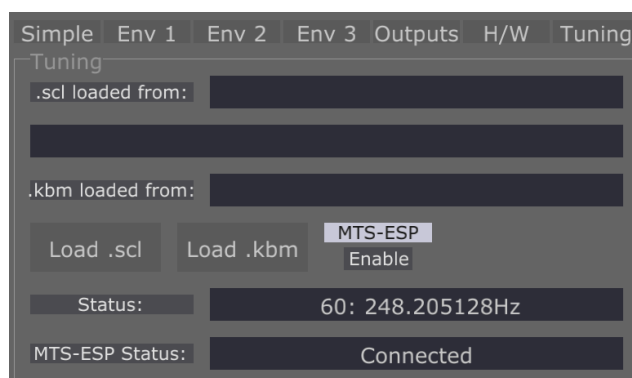 Simple Env 1 Env 2 Env 3 Outputs H/W Tuning
Tuning
.scl loaded from:
.kbm loaded from:
Load .scl Load .kbm MTS-ESP
Enable
Status: 60: 248.205128Hz
MTS-ESP Status: Connected